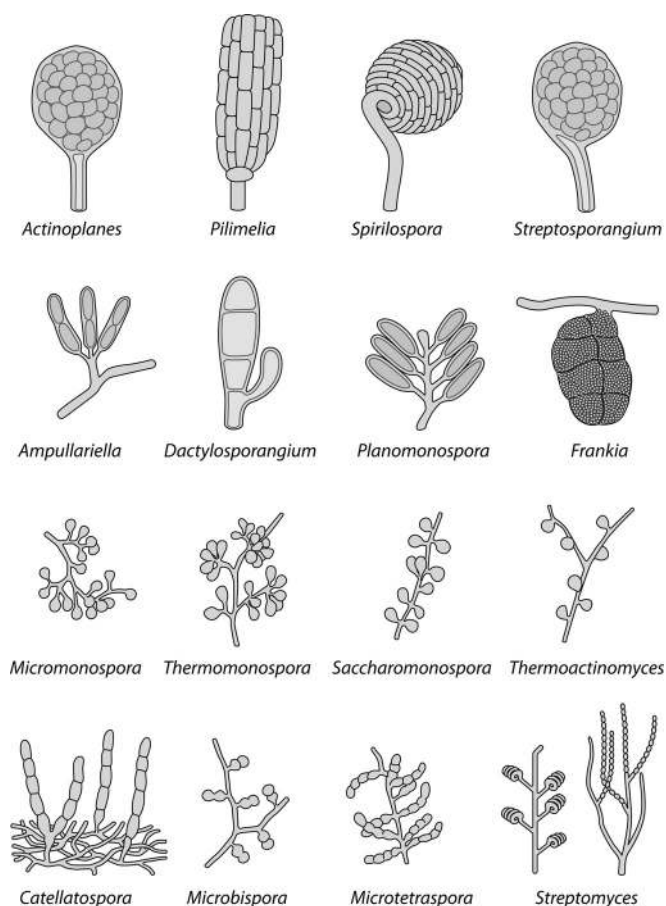 Actinoplanes
Pilimelia
Spirilospora
Streptosporangium
Ampullariella
Dactylosporangium
Planomonospora
Frankia
Micromonospora
Thermomonospora
Saccharomonospora
Thermoactinomyces
Catellatospora
Microbispora
Microtetraspora
Streptomyces